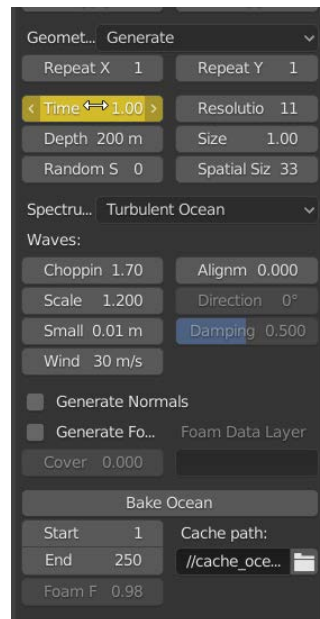 Geomet... Generate
Repeat X 1 Repeat Y 1
Time 1.00 Resolutio 11
Depth 200 m Size 1.00
Random S 0 Spatial Siz 33
Spectru... Turbulent Ocean
Waves:
Choppin 1.70 Alignm 0.000
Scale 1.200 Direction 0°
Small 0.01 m Damping 0.500
Wind 30 m/s
Generate Normals
Generate Fo... Foam Data Layer
Cover 0.000
Bake Ocean
Start 1 Cache path:
End 250 //cache_oce...
Foam F 0.98